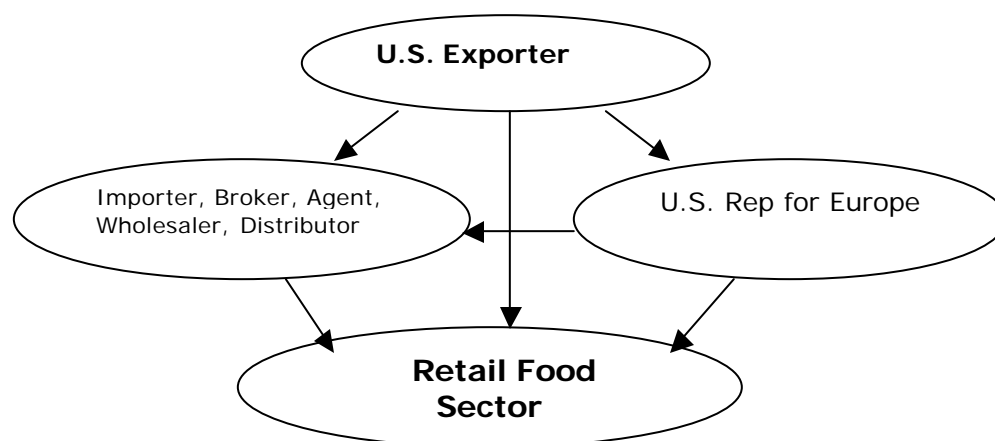 U.S. Exporter
Importer, Broker, Agent,
Wholesaler, Distributor
U.S. Rep for Europe
Retail Food
Sector